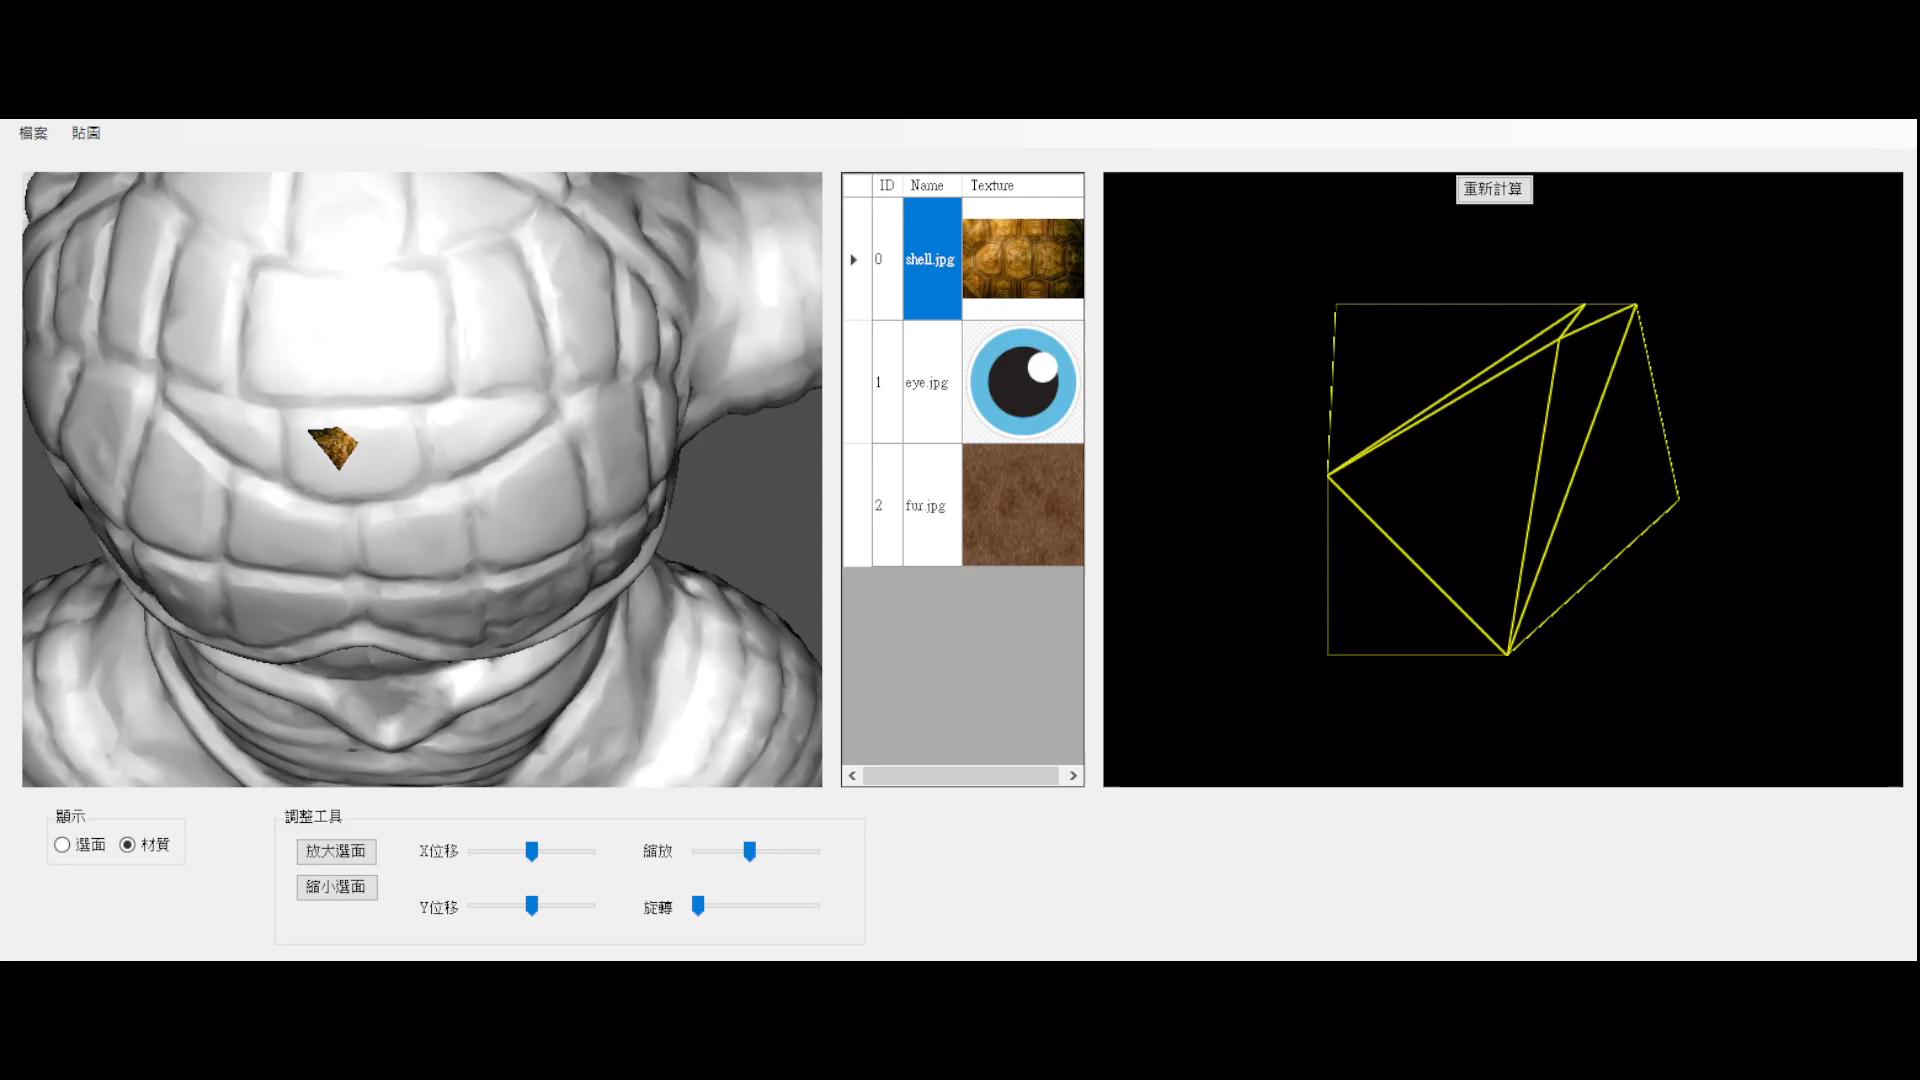 檔案 貼圖
ID Name Texture
0 shell.jpg
1 eye.jpg
2 fur.jpg
重新計算
顯示
選面 材質
調整工具
放大選面 X位移 縮放
縮小選面 Y位移 旋轉